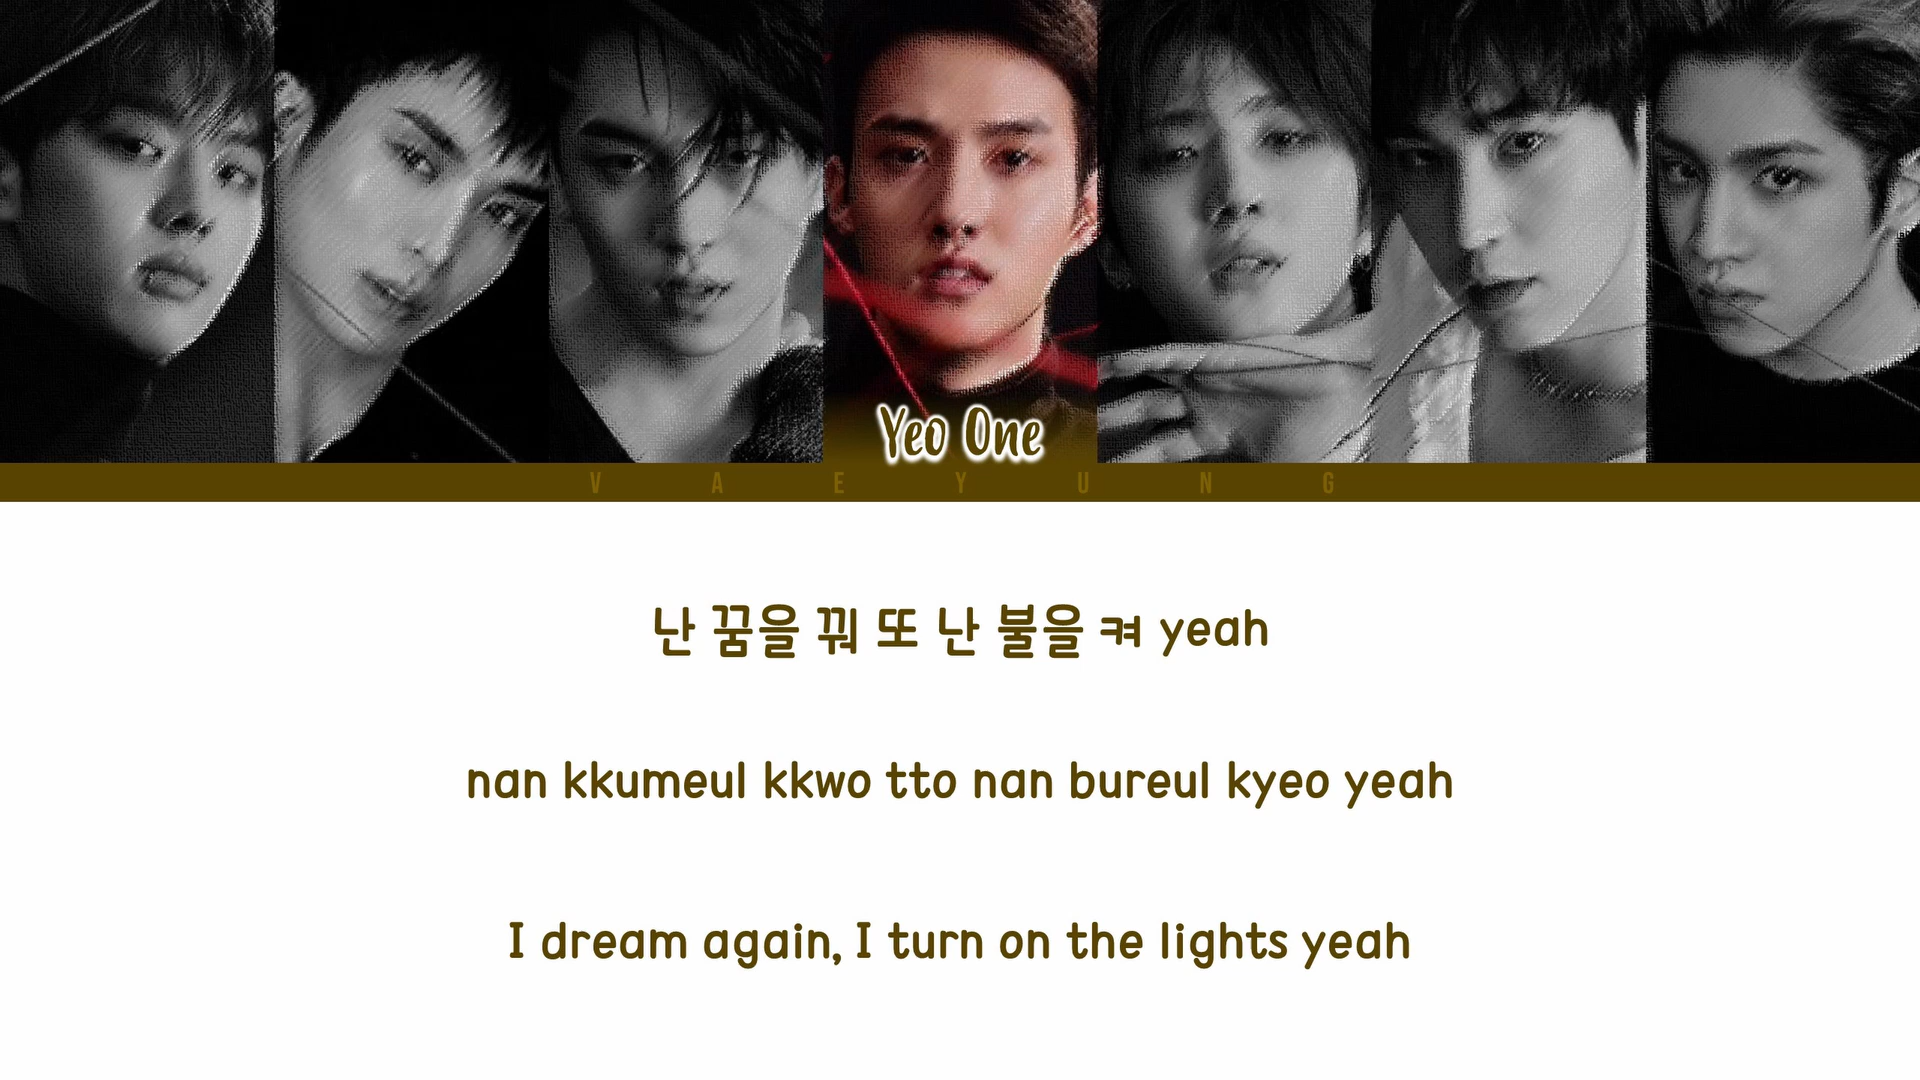 Yeo One
VAEYUNG
난 꿈을 꿔 또 난 불을 켜 yeah
nan kkumeul kkwo tto nan bureul kyeo yeah
I dream again, I turn on the lights yeah